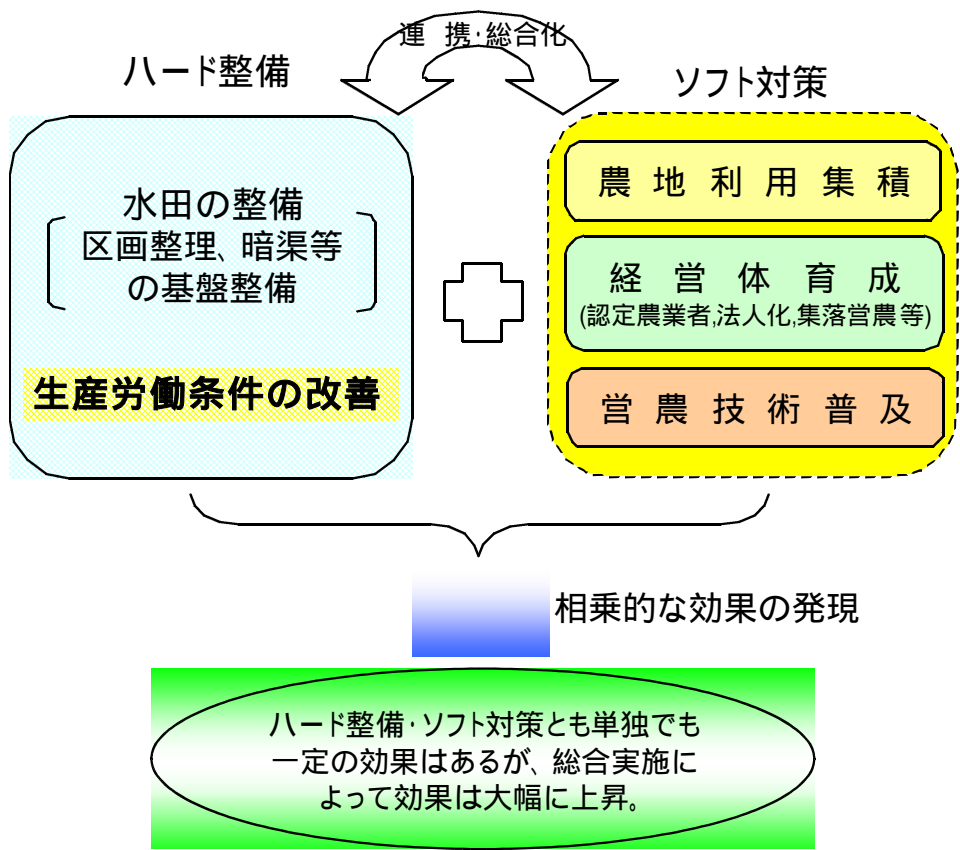 連携・総合化
ハード整備
ソフト対策
水田の整備
区画整理、暗渠等
の基盤整備
生産労働条件の改善
農地利用集積
経営体育成
(認定農業者,法人化,集落営農等)
営農技術普及
相乗的な効果の発現
ハード整備・ソフト対策とも単独でも
一定の効果はあるが、総合実施に
よって効果は大幅に上昇。